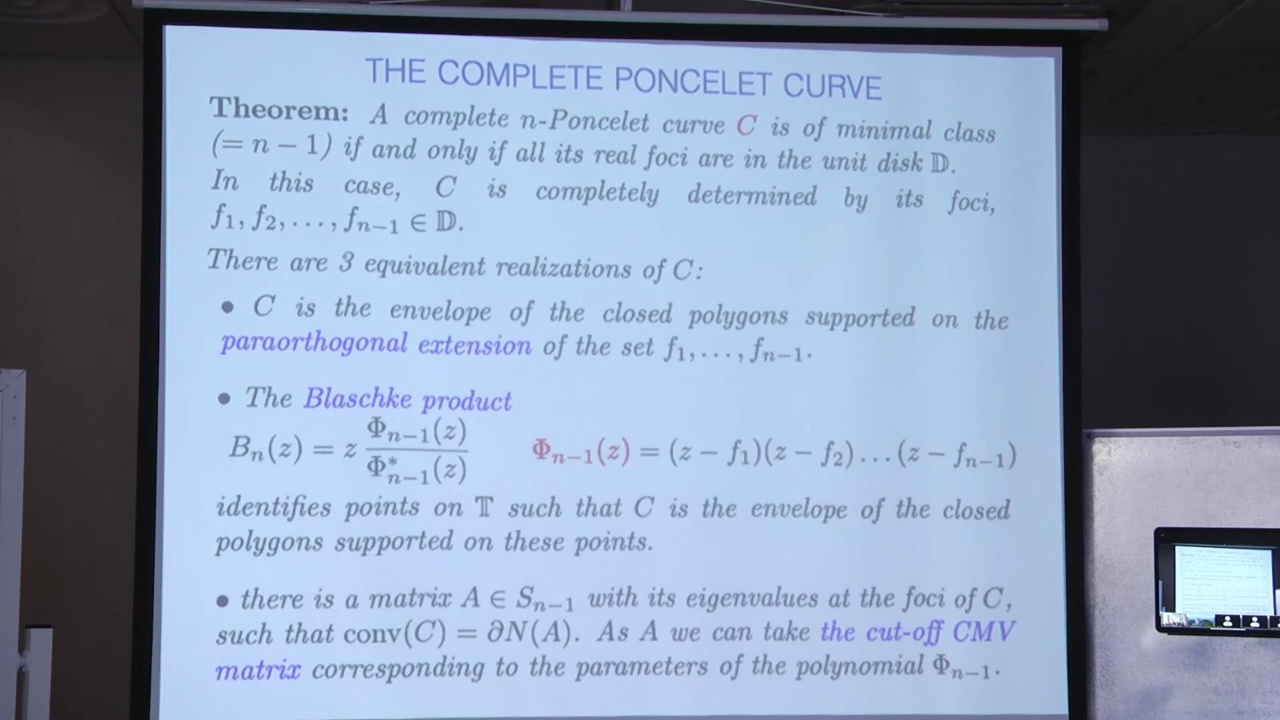 THE COMPLETE PONCELET CURVE
Theorem: A complete n-Poncelet curve C is of minimal class
(= n − 1) if and only if all its real foci are in the unit disk 𝔻.
In this case, C is completely determined by its foci,
f₁, f₂, . . . , fₙ₋₁ ∈ 𝔻.
There are 3 equivalent realizations of C:
• C is the envelope of the closed polygons supported on the
paraorthogonal extension of the set f₁, . . . , fₙ₋₁.
• The Blaschke product
Bₙ(z) = z Φₙ₋₁(z) / Φ*ₙ₋₁(z) Φₙ₋₁(z) = (z − f₁)(z − f₂) . . . (z − fₙ₋₁)
identifies points on 𝕋 such that C is the envelope of the closed
polygons supported on these points.
• there is a matrix A ∈ Sₙ₋₁ with its eigenvalues at the foci of C,
such that conv(C) = ∂N(A). As A we can take the cut-off CMV
matrix corresponding to the parameters of the polynomial Φₙ₋₁.